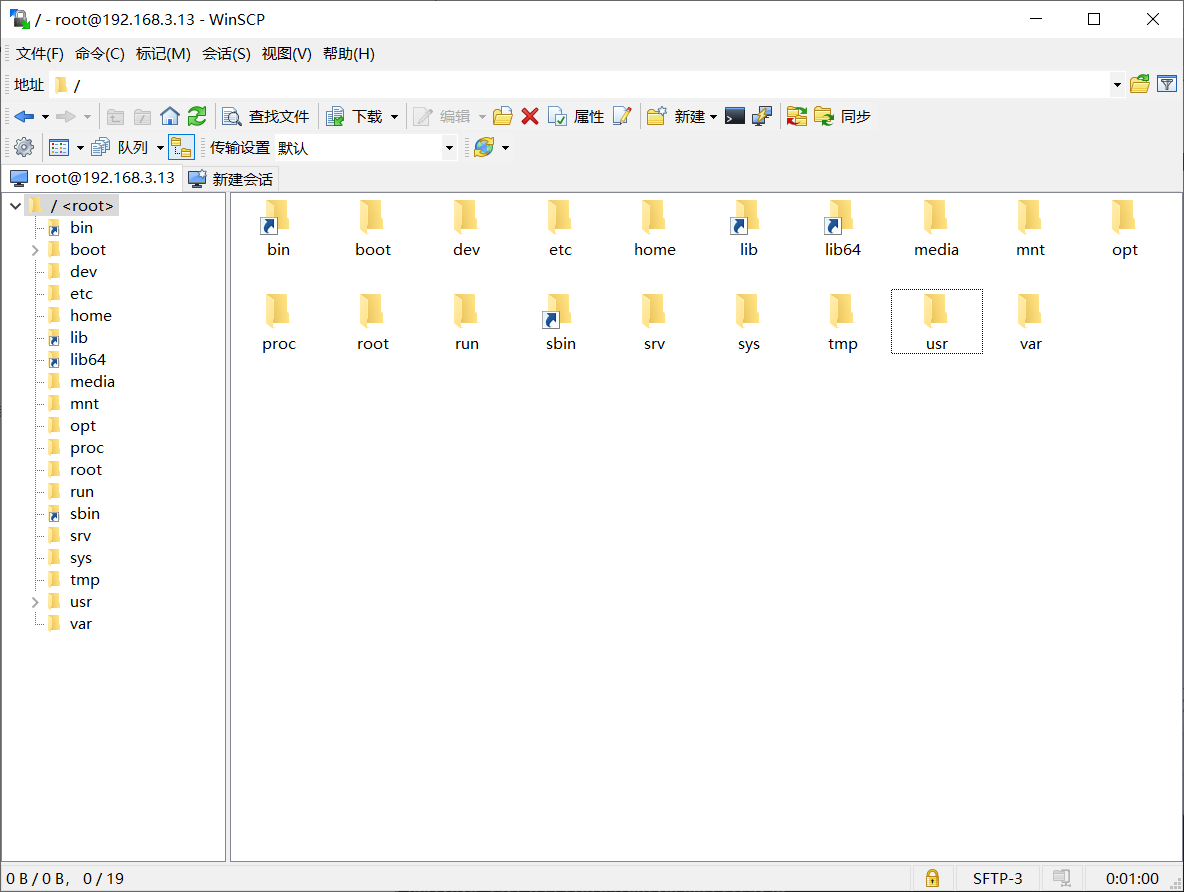 / - root@192.168.3.13 - WinSCP
文件(F) 命令(C) 标记(M) 会话(S) 视图(V) 帮助(H)
地址 /
查找文件 下载 编辑 属性 新建 同步
队列 传输设置 默认
root@192.168.3.13 新建会话
/ <root>
bin
boot
dev
etc
home
lib
lib64
media
mnt
opt
proc
root
run
sbin
srv
sys
tmp
usr
var
bin boot dev etc home lib lib64 media mnt opt
proc root run sbin srv sys tmp usr var
0 B / 0 B, 0 / 19 SFTP-3 0:01:00